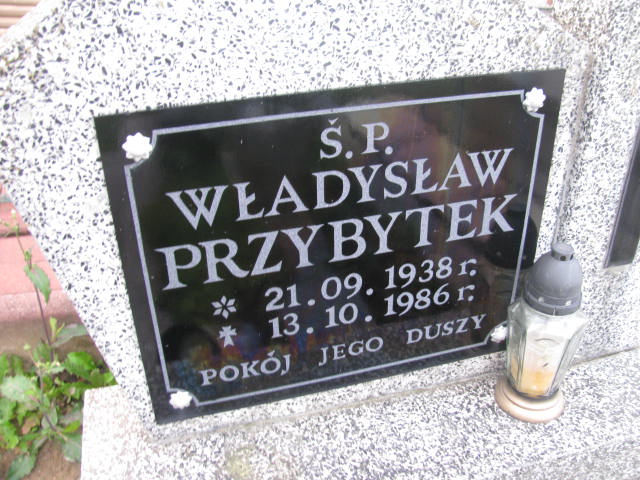 Ś.P.
WŁADYSŁAW
PRZYBYTEK
21.09.1938 r.
13.10.1986 r.
POKÓJ JEGO DUSZY